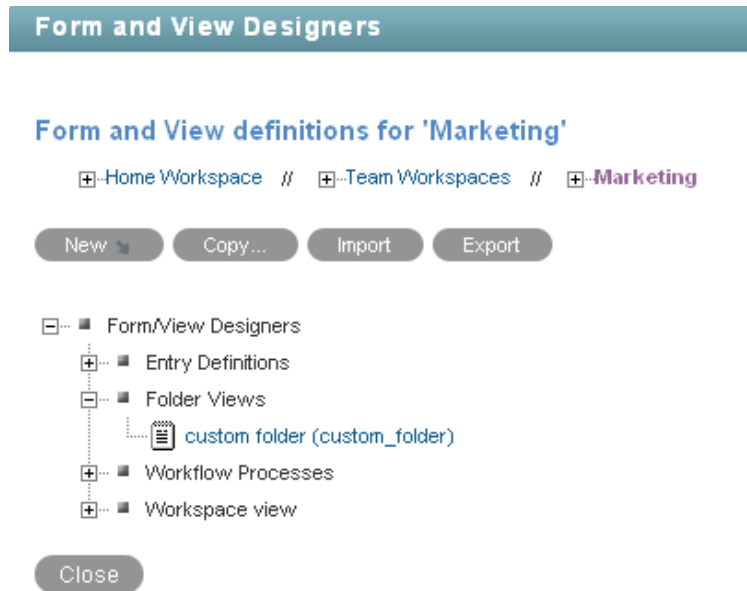 Form and View Designers
Form and View definitions for 'Marketing'
Home Workspace // Team Workspaces // Marketing
New Copy... Import Export
Form/View Designers
Entry Definitions
Folder Views
custom folder (custom_folder)
Workflow Processes
Workspace view
Close